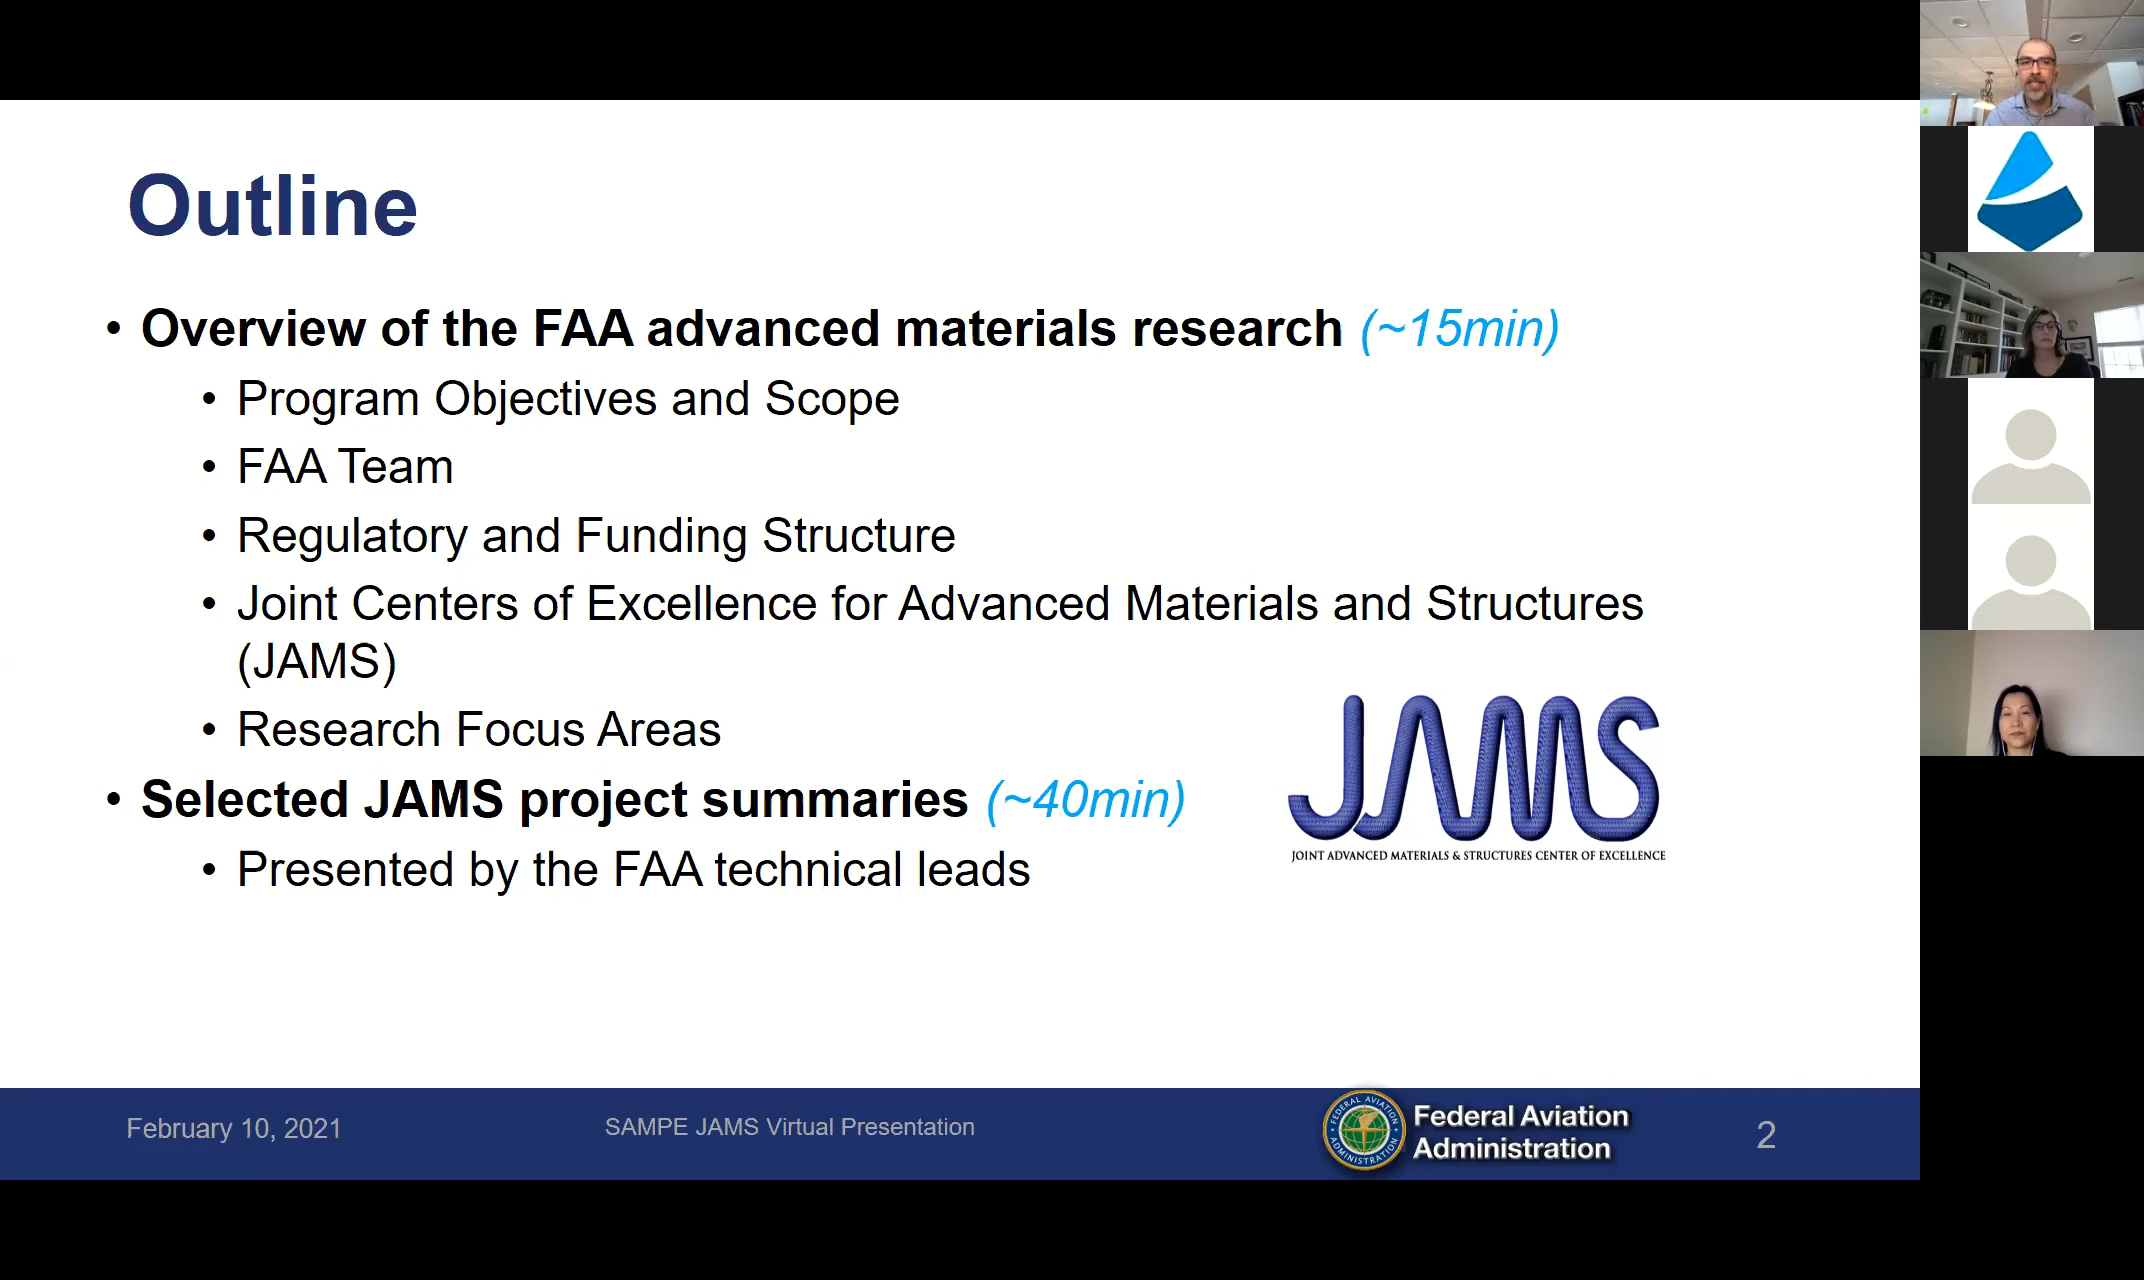 Outline
• Overview of the FAA advanced materials research (~15min)
• Program Objectives and Scope
• FAA Team
• Regulatory and Funding Structure
• Joint Centers of Excellence for Advanced Materials and Structures
(JAMS)
• Research Focus Areas
• Selected JAMS project summaries (~40min)
• Presented by the FAA technical leads
JAMS
JOINT ADVANCED MATERIALS & STRUCTURES CENTER OF EXCELLENCE
February 10, 2021
SAMPE JAMS Virtual Presentation
FEDERAL AVIATION
ADMINISTRATION
Federal Aviation
Administration
2